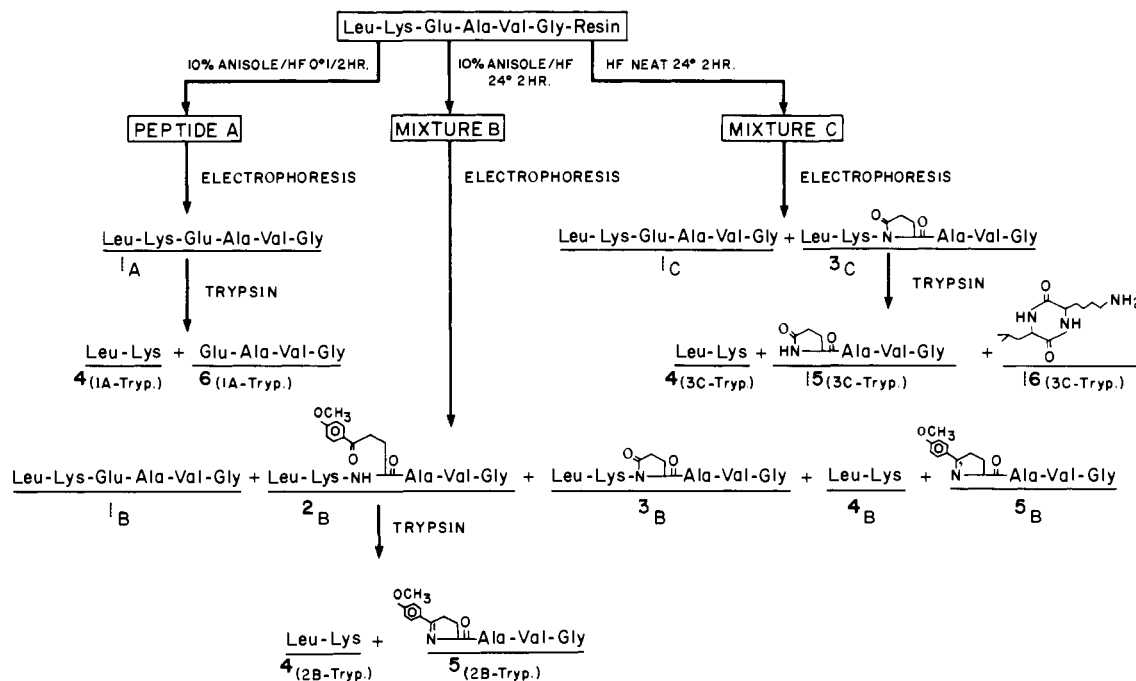 Leu-Lys-Glu-Ala-Val-Gly-Resin
10% ANISOLE/HF 0° 1/2 HR.
10% ANISOLE/HF
24° 2HR.
HF NEAT 24° 2HR.
PEPTIDE A
MIXTURE B
MIXTURE C
ELECTROPHORESIS
ELECTROPHORESIS
ELECTROPHORESIS
Leu-Lys-Glu-Ala-Val-Gly
1A
Leu-Lys-Glu-Ala-Val-Gly + Leu-Lys-N O O Ala-Val-Gly
1C 3C
TRYPSIN
TRYPSIN
Leu-Lys + Glu-Ala-Val-Gly
4(1A-Tryp.) 6(1A-Tryp.)
Leu-Lys + O HN O Ala-Val-Gly + O NH2 HN NH O
4(3C-Tryp.) 15(3C-Tryp.) 16(3C-Tryp.)
Leu-Lys-Glu-Ala-Val-Gly + OCH3 O Leu-Lys-NH O Ala-Val-Gly + O Leu-Lys-N O Ala-Val-Gly + Leu-Lys + OCH3 N O Ala-Val-Gly
1B 2B 3B 4B 5B
TRYPSIN
Leu-Lys + OCH3 N O Ala-Val-Gly
4(2B-Tryp.) 5(2B-Tryp.)